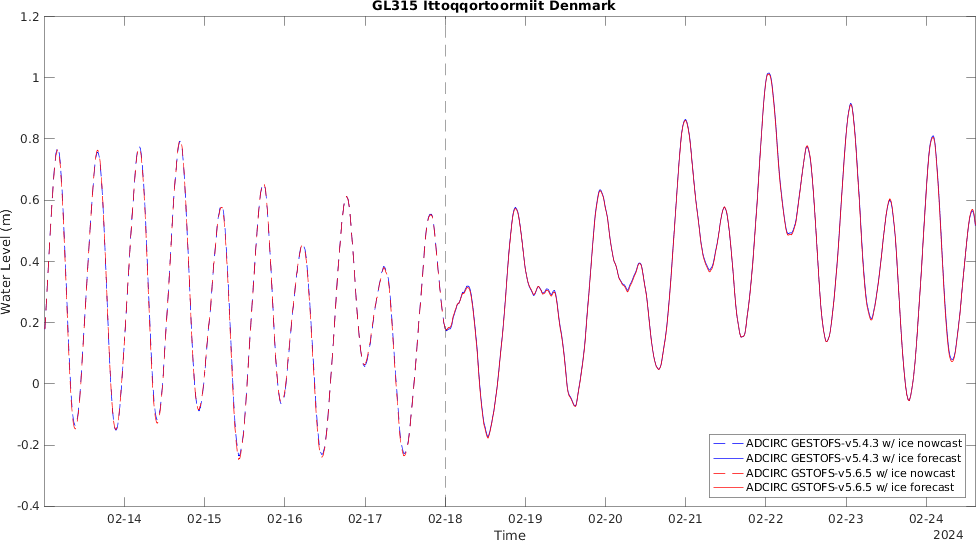 GL315 Ittoqqortoormiit Denmark
1.2
1
0.8
0.6
0.4
0.2
0
-0.2
-0.4
Water Level (m)
02-14 02-15 02-16 02-17 02-18 02-19 02-20 02-21 02-22 02-23 02-24
Time
2024
ADCIRC GESTOFS-v5.4.3 w/ ice nowcast
ADCIRC GESTOFS-v5.4.3 w/ ice forecast
ADCIRC GSTOFS-v5.6.5 w/ ice nowcast
ADCIRC GSTOFS-v5.6.5 w/ ice forecast